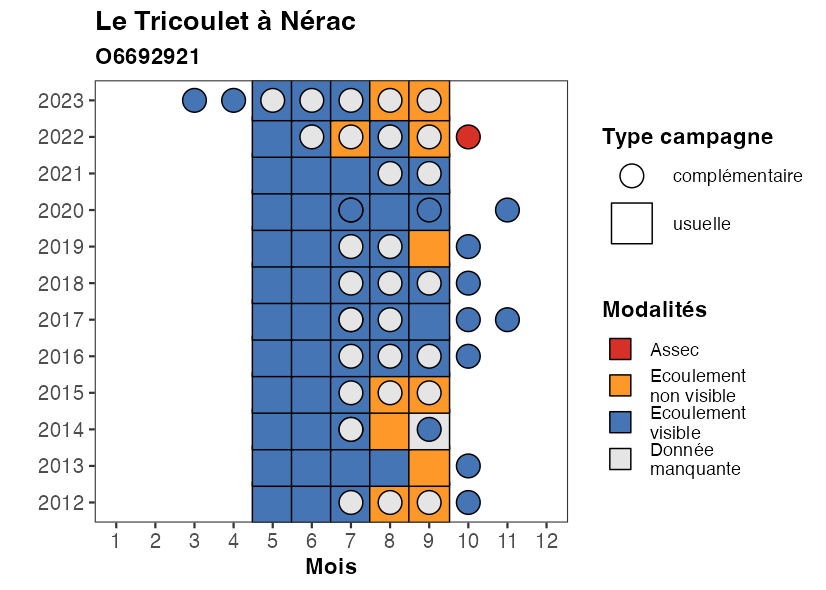 Le Tricoulet à Nérac
O6692921
2023
2022
2021
2020
2019
2018
2017
2016
2015
2014
2013
2012
1 2 3 4 5 6 7 8 9 10 11 12
Mois
Type campagne
complémentaire
usuelle
Modalités
Assec
Ecoulement
non visible
Ecoulement
visible
Donnée
manquante